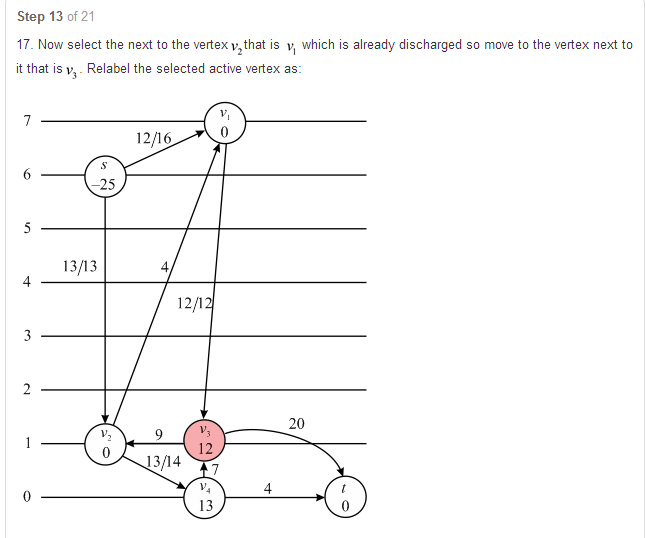 Step 13 of 21
17. Now select the next to the vertex v₂ that is v₁ which is already discharged so move to the vertex next to
it that is v₃. Relabel the selected active vertex as:
7
v₁
0
12/16
6
s
–25
5
13/13
4
4
12/12
3
2
20
1
v₂
0
9
v₃
12
13/14
7
0
v₄
13
4
t
0